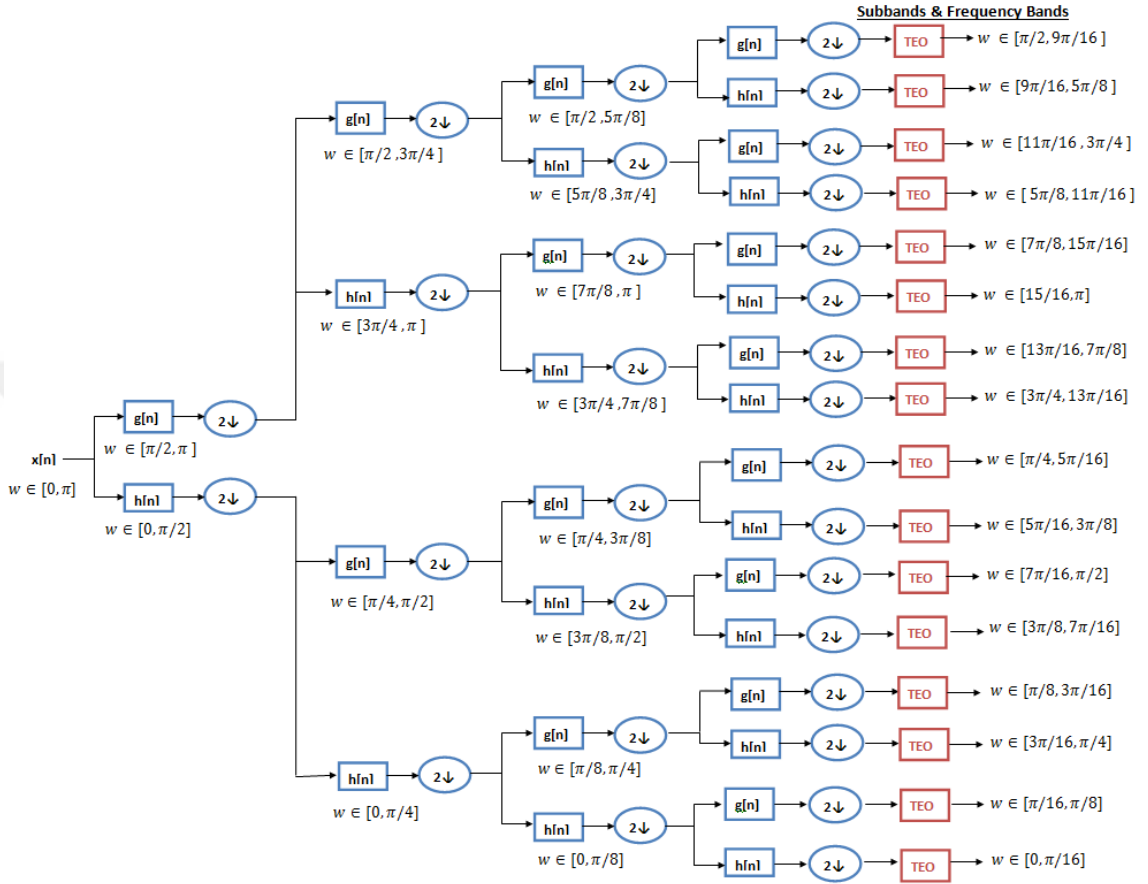 Subbands & Frequency Bands
g[n] 2↓ TEO w ∈ [π/2,9π/16 ]
g[n] 2↓ h[n] 2↓ TEO w ∈ [9π/16,5π/8 ]
w ∈ [π/2 ,5π/8]
g[n] 2↓
w ∈ [π/2 ,3π/4 ]
g[n] 2↓ TEO w ∈ [11π/16 ,3π/4 ]
h[n] 2↓ h[n] 2↓ TEO w ∈ [ 5π/8,11π/16 ]
w ∈ [5π/8 ,3π/4]
g[n] 2↓ g[n] 2↓ TEO w ∈ [7π/8,15π/16]
w ∈ [7π/8 ,π ]
h[n] 2↓ h[n] 2↓ TEO w ∈ [15/16,π]
w ∈ [3π/4 ,π ]
g[n] 2↓ TEO w ∈ [13π/16,7π/8]
h[n] 2↓ h[n] 2↓ TEO w ∈ [3π/4,13π/16]
w ∈ [3π/4 ,7π/8 ]
g[n] 2↓
w ∈ [π/2,π ]
x[n]
w ∈ [0,π]
h[n] 2↓
w ∈ [0,π/2]
g[n] 2↓ TEO w ∈ [π/4,5π/16]
g[n] 2↓ h[n] 2↓ TEO w ∈ [5π/16,3π/8]
w ∈ [π/4,3π/8]
g[n] 2↓
w ∈ [π/4,π/2]
g[n] 2↓ TEO w ∈ [7π/16,π/2]
h[n] 2↓ h[n] 2↓ TEO w ∈ [3π/8,7π/16]
w ∈ [3π/8,π/2]
g[n] 2↓ TEO w ∈ [π/8,3π/16]
g[n] 2↓ h[n] 2↓ TEO w ∈ [3π/16,π/4]
w ∈ [π/8,π/4]
h[n] 2↓
w ∈ [0,π/4]
g[n] 2↓ TEO w ∈ [π/16,π/8]
h[n] 2↓ h[n] 2↓ TEO w ∈ [0,π/16]
w ∈ [0,π/8]